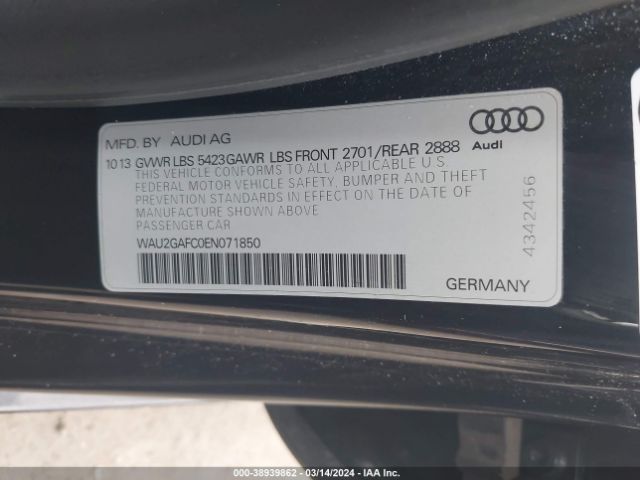 MFD. BY AUDI AG
10 13 GVWR LBS 5423 GAWR LBS FRONT 2701/REAR 2888
Audi
THIS VEHICLE CONFORMS TO ALL APPLICABLE U.S.
FEDERAL MOTOR VEHICLE SAFETY, BUMPER AND THEFT
PREVENTION STANDARDS IN EFFECT ON THE DATE OF
MANUFACTURE SHOWN ABOVE
PASSENGER CAR
WAU2GAFC0EN071850
4342456
GERMANY
000-38939862 - 03/14/2024 - IAA Inc.